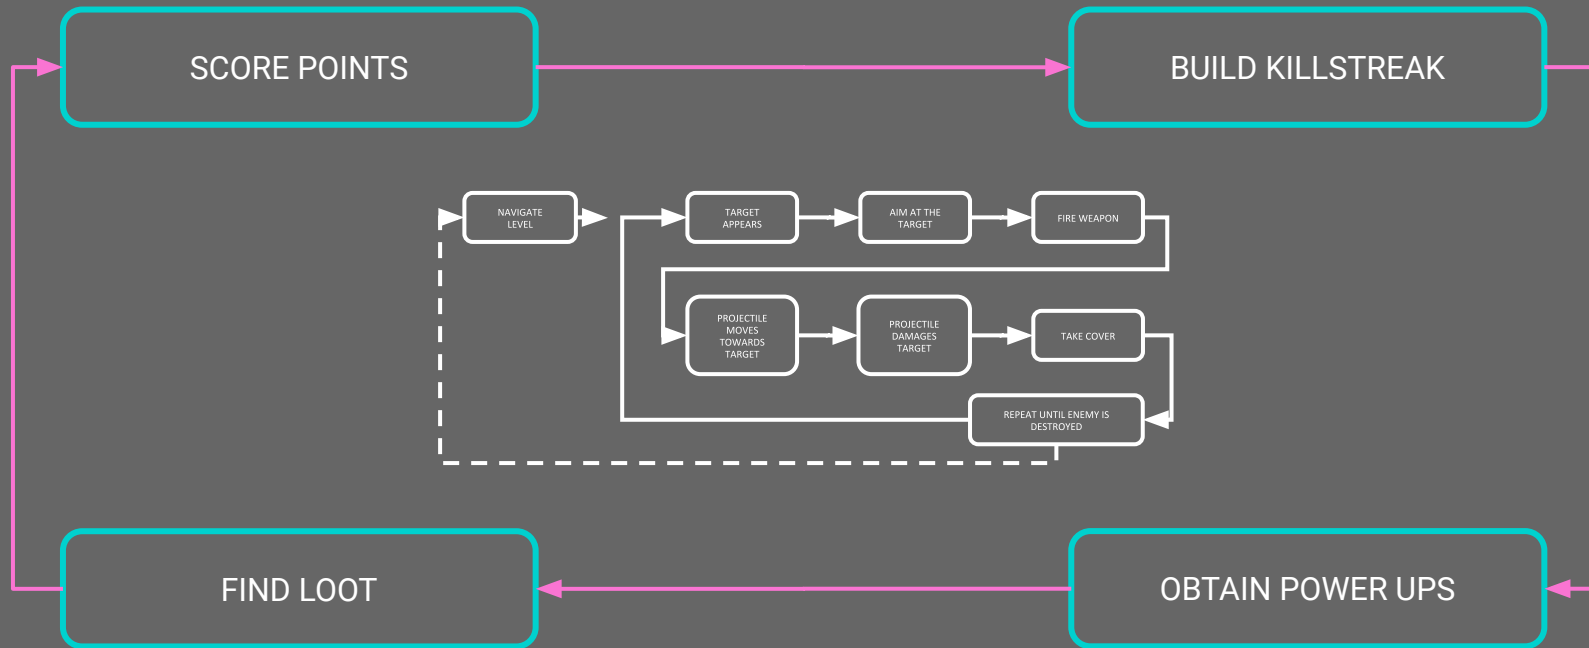 SCORE POINTS
BUILD KILLSTREAK
NAVIGATE
LEVEL
TARGET
APPEARS
AIM AT THE
TARGET
FIRE WEAPON
PROJECTILE
MOVES
TOWARDS
TARGET
PROJECTILE
DAMAGES
TARGET
TAKE COVER
REPEAT UNTIL ENEMY IS
DESTROYED
FIND LOOT
OBTAIN POWER UPS